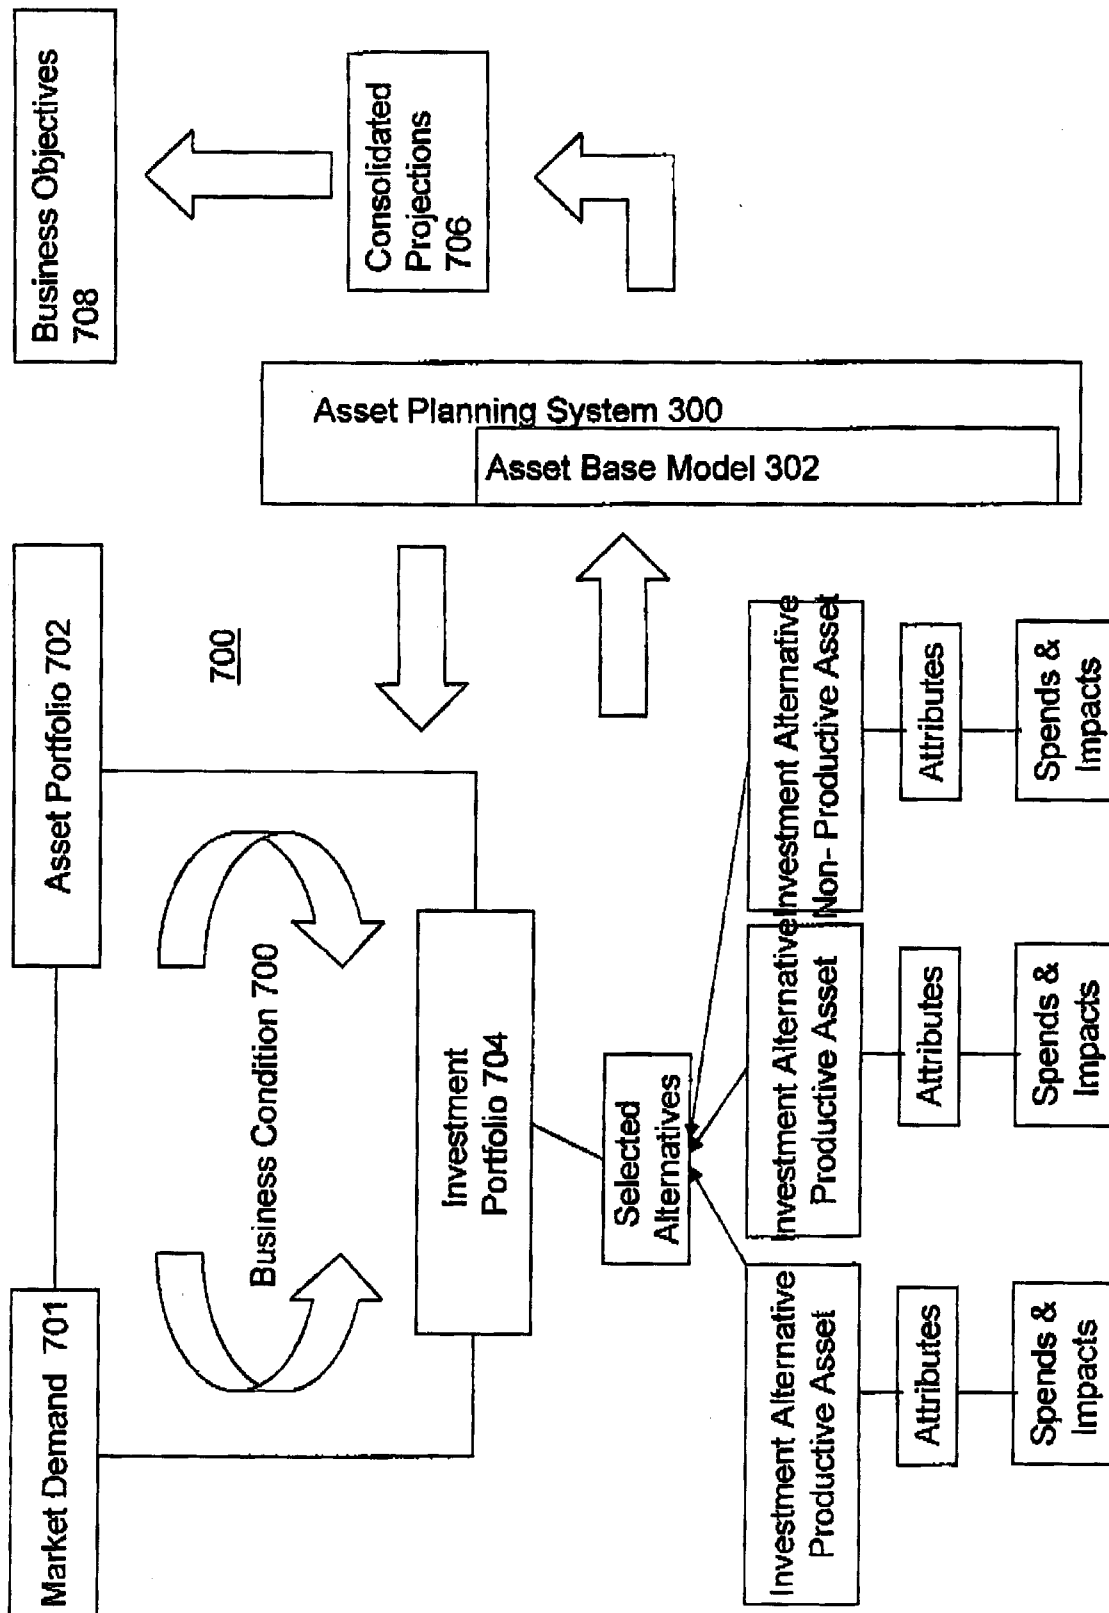 Market Demand 701
Asset Portfolio 702
Business Objectives
708
700
Business Condition 700
Consolidated
Projections
706
Asset Planning System 300
Asset Base Model 302
Investment
Portfolio 704
Selected
Alternatives
Investment Alternative
Productive Asset
Investment Alternative
Productive Asset
Investment Alternative
Non- Productive Asset
Attributes
Attributes
Attributes
Spends &
Impacts
Spends &
Impacts
Spends &
Impacts